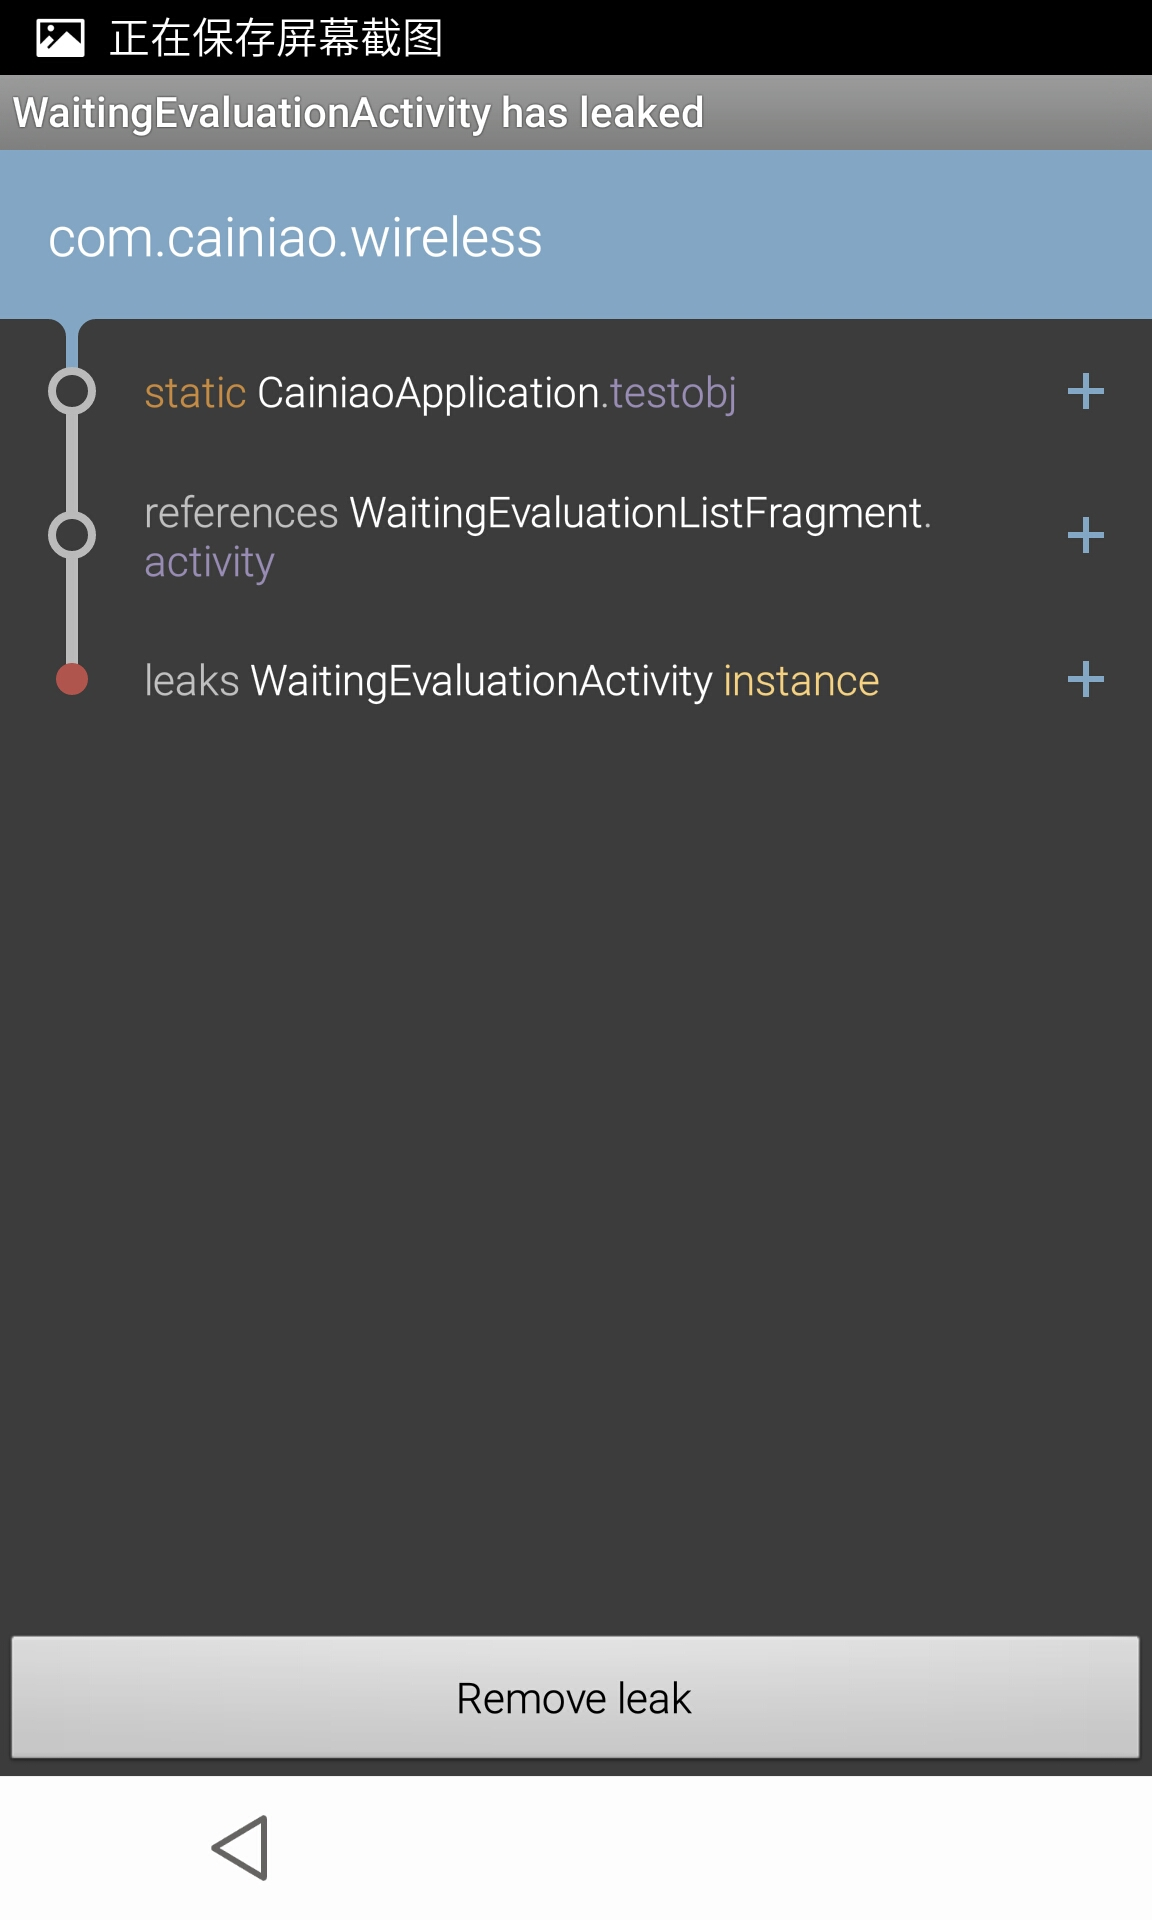 正在保存屏幕截图
WaitingEvaluationActivity has leaked
com.cainiao.wireless
static CainiaoApplication.testobj
references WaitingEvaluationListFragment.
activity
leaks WaitingEvaluationActivity instance
Remove leak